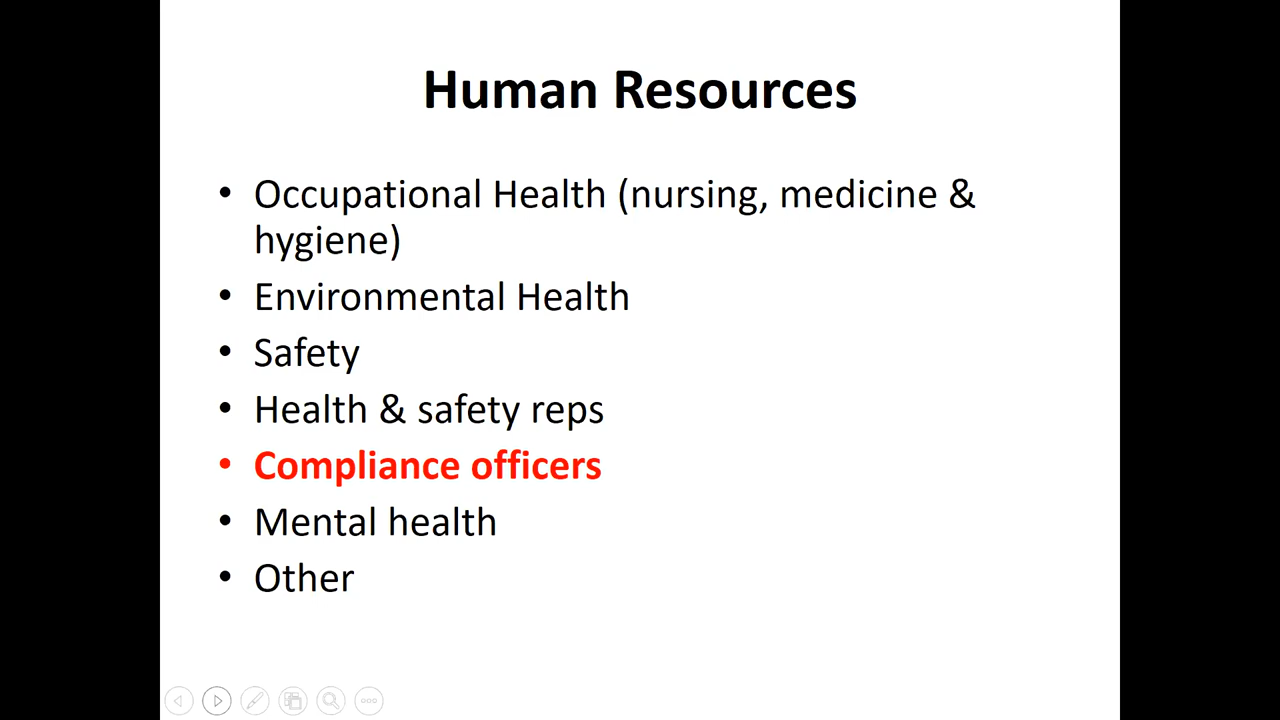 Human Resources
• Occupational Health (nursing, medicine &
hygiene)
• Environmental Health
• Safety
• Health & safety reps
• Compliance officers
• Mental health
• Other